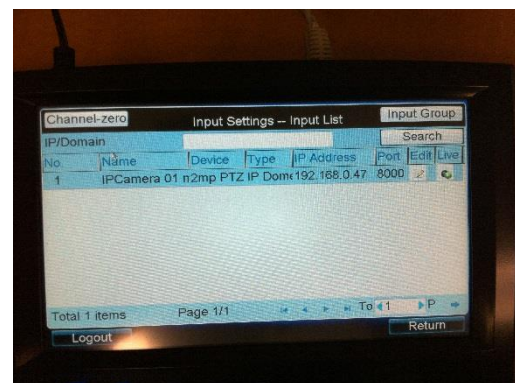 Channel-zero Input Settings -- Input List Input Group
IP/Domain Search
No. Name Device Type IP Address Port Edit Live
1 IPCamera 01 n2mp PTZ IP Dome 192.168.0.47 8000
Total 1 items Page 1/1 To 1 P
Logout Return